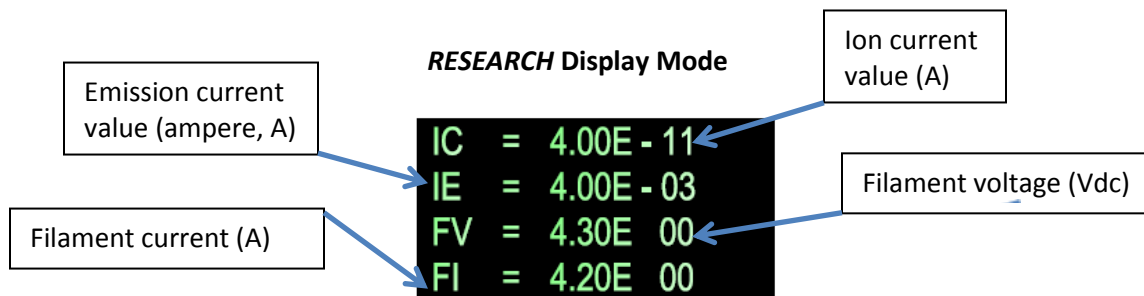 RESEARCH Display Mode
Ion current
value (A)
Emission current
value (ampere, A)
IC = 4.00E - 11
IE = 4.00E - 03
FV = 4.30E 00
FI = 4.20E 00
Filament voltage (Vdc)
Filament current (A)